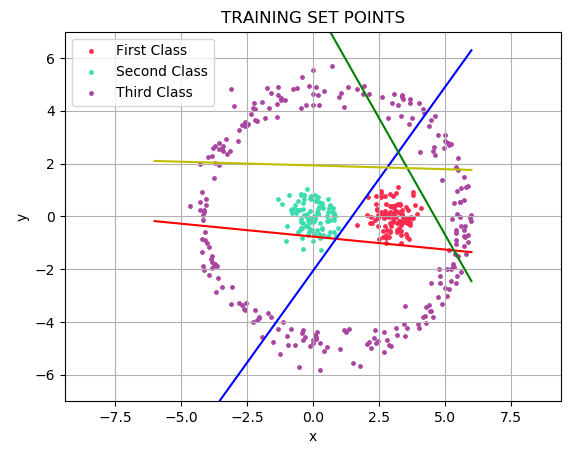 TRAINING SET POINTS
First Class
Second Class
Third Class
6
4
2
0
−2
−4
−6
y
−7.5 −5.0 −2.5 0.0 2.5 5.0 7.5
x